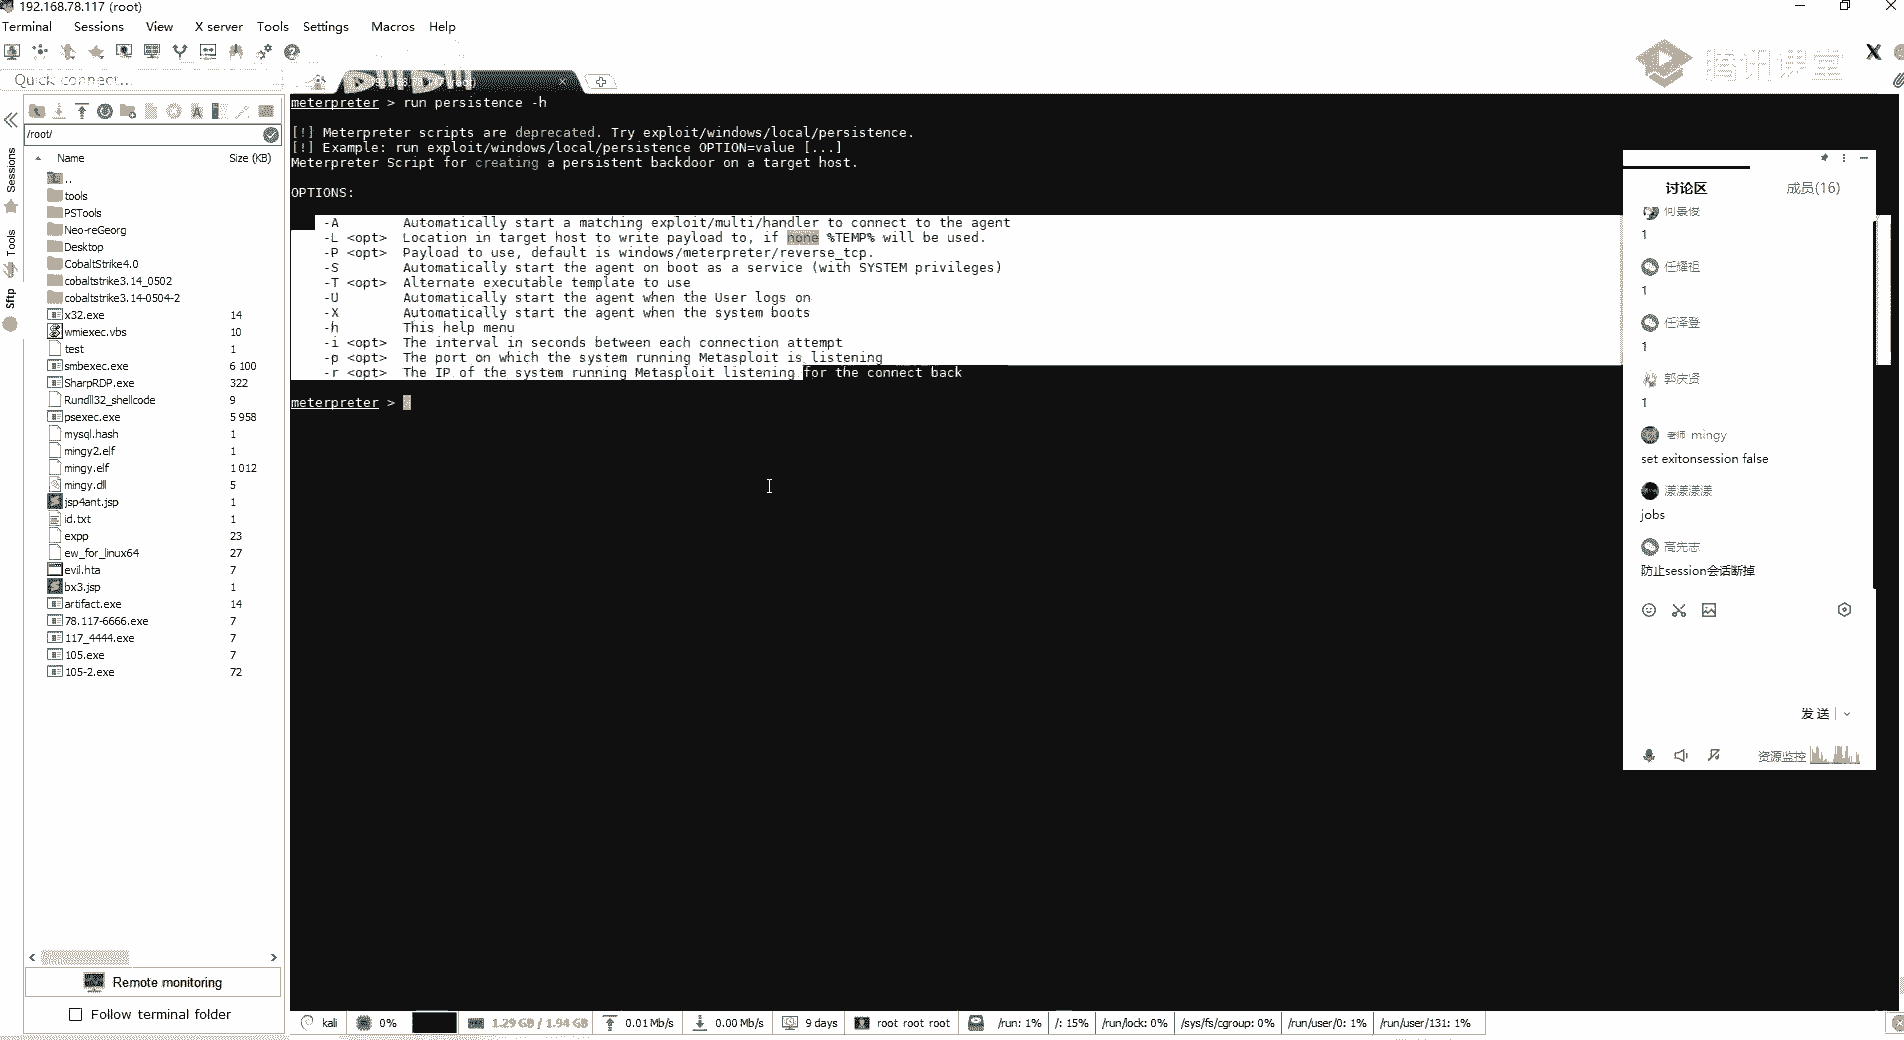 192.168.78.117 (root)
Terminal Sessions View X server Tools Settings Macros Help
腾讯课堂
Quick connect...
/root/
Name Size (KB)
..
tools
PSTools
Neo-reGeorg
Desktop
CobaltStrike4.0
cobaltstrike3.14_0502
cobaltstrike3.14-0504-2
x32.exe 14
wmiexec.vbs 10
test 1
smbexec.exe 6 100
SharpRDP.exe 322
Rundll32_shellcode 9
psexec.exe 5 958
mysql.hash 1
mingy2.elf 1
mingy.elf 1 012
mingy.dll 5
jsp4ant.jsp 1
id.txt 1
expp 23
ew_for_linux64 27
evil.hta 7
bx3.jsp 1
artifact.exe 14
78.117-6666.exe 7
117_4444.exe 7
105.exe 7
105-2.exe 72
Remote monitoring
Follow terminal folder
Sessions
Tools
Sftp
meterpreter > run persistence -h
[!] Meterpreter scripts are deprecated. Try exploit/windows/local/persistence.
[!] Example: run exploit/windows/local/persistence OPTION=value [...]
Meterpreter Script for creating a persistent backdoor on a target host.
OPTIONS:
-A Automatically start a matching exploit/multi/handler to connect to the agent
-L <opt> Location in target host to write payload to, if none %TEMP% will be used.
-P <opt> Payload to use, default is windows/meterpreter/reverse_tcp.
-S Automatically start the agent on boot as a service (with SYSTEM privileges)
-T <opt> Alternate executable template to use
-U Automatically start the agent when the User logs on
-X Automatically start the agent when the system boots
-h This help menu
-i <opt> The interval in seconds between each connection attempt
-p <opt> The port on which the system running Metasploit is listening
-r <opt> The IP of the system running Metasploit listening for the connect back
meterpreter >
讨论区 成员(16)
何景俊
1
任耀祖
1
任泽登
1
郭庆贤
1
老师 mingy
set exitonsession false
漾漾漾漾
jobs
高先志
防止session会话断掉
发送
资源监控
kali 0% 1.29 GB / 1.94 GB 0.01 Mb/s 0.00 Mb/s 9 days root root root /run: 1% /: 15% /run/lock: 0% /sys/fs/cgroup: 0% /run/user/0: 1% /run/user/131: 1%